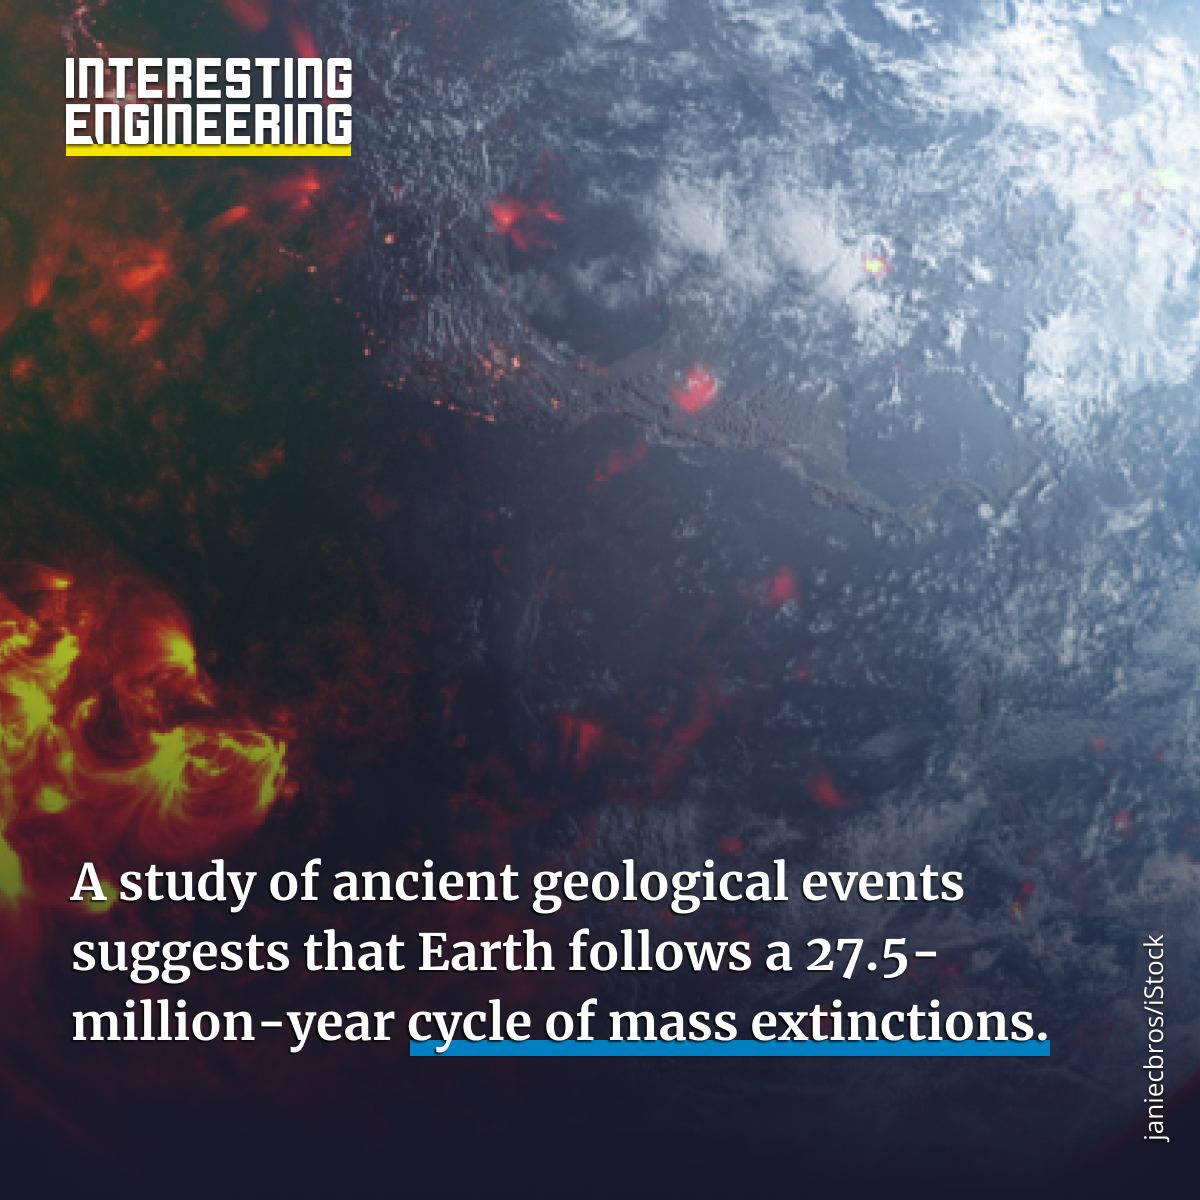 INTERESTING
ENGINEERING
A study of ancient geological events
suggests that Earth follows a 27.5-
million-year cycle of mass extinctions.
janiecbros/iStock